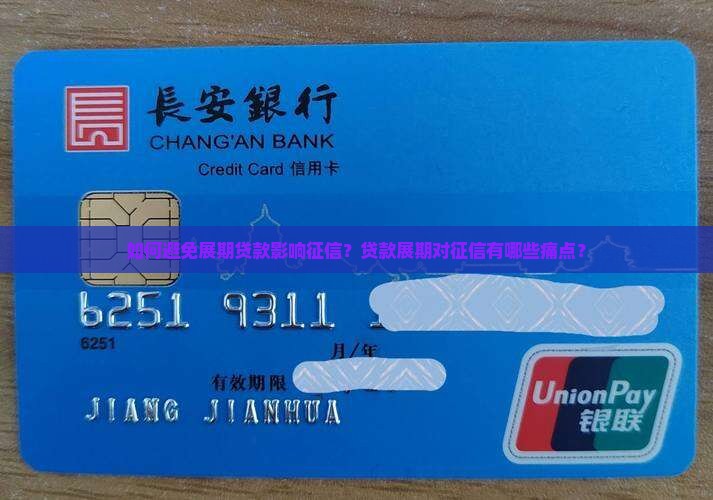 長安銀行
CHANG'AN BANK
Credit Card 信用卡
如何避免展期贷款影响征信？贷款展期对征信有哪些痛点？
6251 9311 1
6251
月/年
有效期限
JIANG JIANHUA
UnionPay
银联